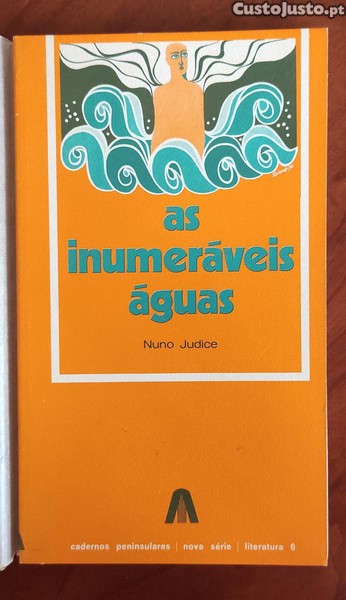 CustoJusto.pt
as
inumeráveis
águas
Nuno Judice
cadernos peninsulares | nova série | literatura 6